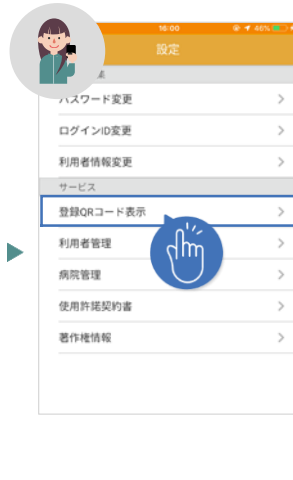 16:00
46%
設定
パスワード変更
ログインID変更
利用者情報変更
サービス
登録QRコード表示
利用者管理
病院管理
使用許諾契約書
著作権情報